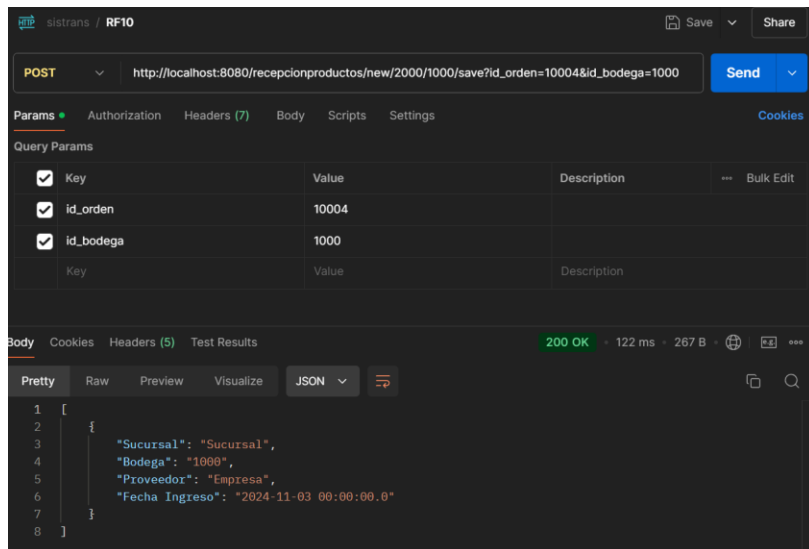 HTTP sistrans / RF10 Save Share
POST http://localhost:8080/recepcionproductos/new/2000/1000/save?id_orden=10004&id_bodega=1000 Send
Params Authorization Headers (7) Body Scripts Settings Cookies
Query Params
Key Value Description Bulk Edit
id_orden 10004
id_bodega 1000
Key Value Description
Body Cookies Headers (5) Test Results 200 OK 122 ms 267 B e.g.
Pretty Raw Preview Visualize JSON
1 [
2 {
3 "Sucursal": "Sucursal",
4 "Bodega": "1000",
5 "Proveedor": "Empresa",
6 "Fecha Ingreso": "2024-11-03 00:00:00.0"
7 }
8 ]